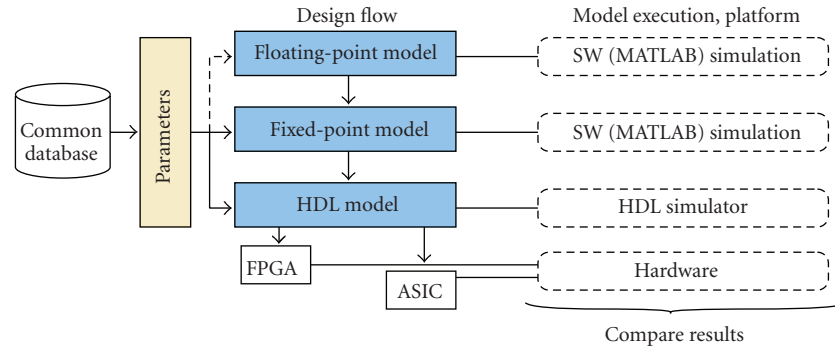 Design flow
Model execution, platform
Floating-point model
SW (MATLAB) simulation
Common
database
Parameters
Fixed-point model
SW (MATLAB) simulation
HDL model
HDL simulator
FPGA
ASIC
Hardware
Compare results